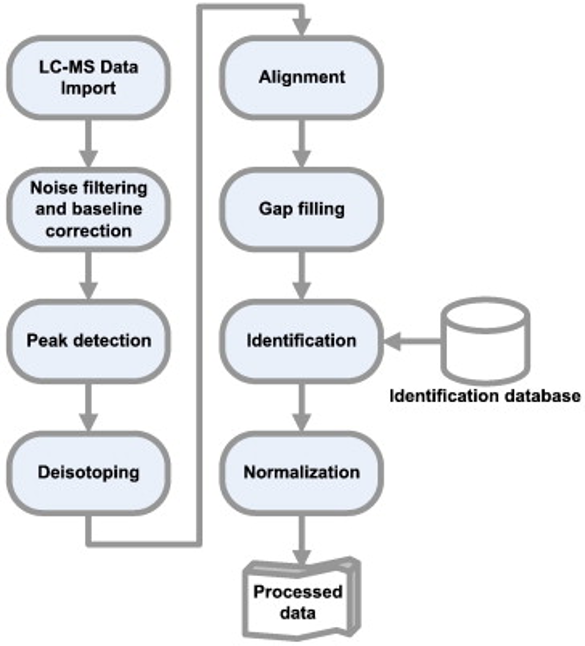 LC-MS Data
Import
Noise filtering
and baseline
correction
Peak detection
Deisotoping
Alignment
Gap filling
Identification
Identification database
Normalization
Processed
data